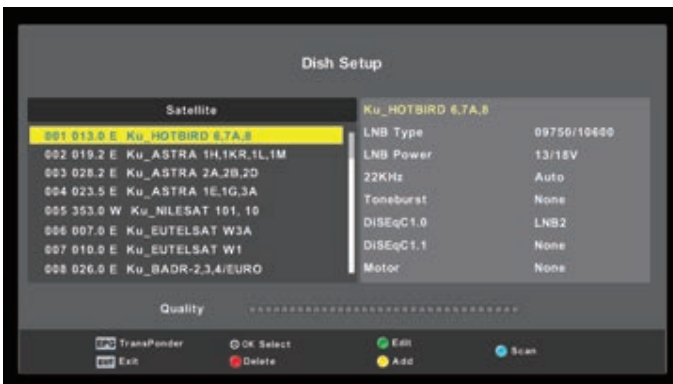 Dish Setup
Satellite
001 013.0 E Ku_HOTBIRD 6,7A,8
002 019.2 E Ku_ASTRA 1H,1KR,1L,1M
003 028.2 E Ku_ASTRA 2A,2B,2D
004 023.5 E Ku_ASTRA 1E,1G,3A
005 353.0 W Ku_NILESAT 101, 10
006 007.0 E Ku_EUTELSAT W3A
007 010.0 E Ku_EUTELSAT W1
008 026.0 E Ku_BADR-2,3,4/EURO
Ku_HOTBIRD 6,7A,8
LNB Type 09750/10600
LNB Power 13/18V
22KHz Auto
Toneburst None
DiSEqC1.0 LNB2
DiSEqC1.1 None
Motor None
Quality
EPG TransPonder OK Select Edit Scan
EXIT Exit Delete Add